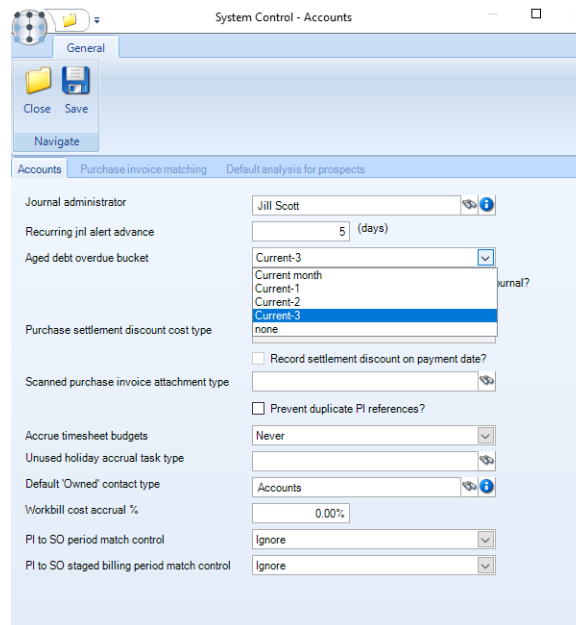 System Control - Accounts
General
Close Save
Navigate
Accounts Purchase invoice matching Default analysis for prospects
Journal administrator Jill Scott
Recurring jnl alert advance 5 (days)
Aged debt overdue bucket Current-3
Current month
Current-1 urnal?
Current-2
Current-3
Purchase settlement discount cost type none
Record settlement discount on payment date?
Scanned purchase invoice attachment type
Prevent duplicate PI references?
Accrue timesheet budgets Never
Unused holiday accrual task type
Default 'Owned' contact type Accounts
Workbill cost accrual % 0.00%
PI to SO period match control Ignore
PI to SO staged billing period match control Ignore